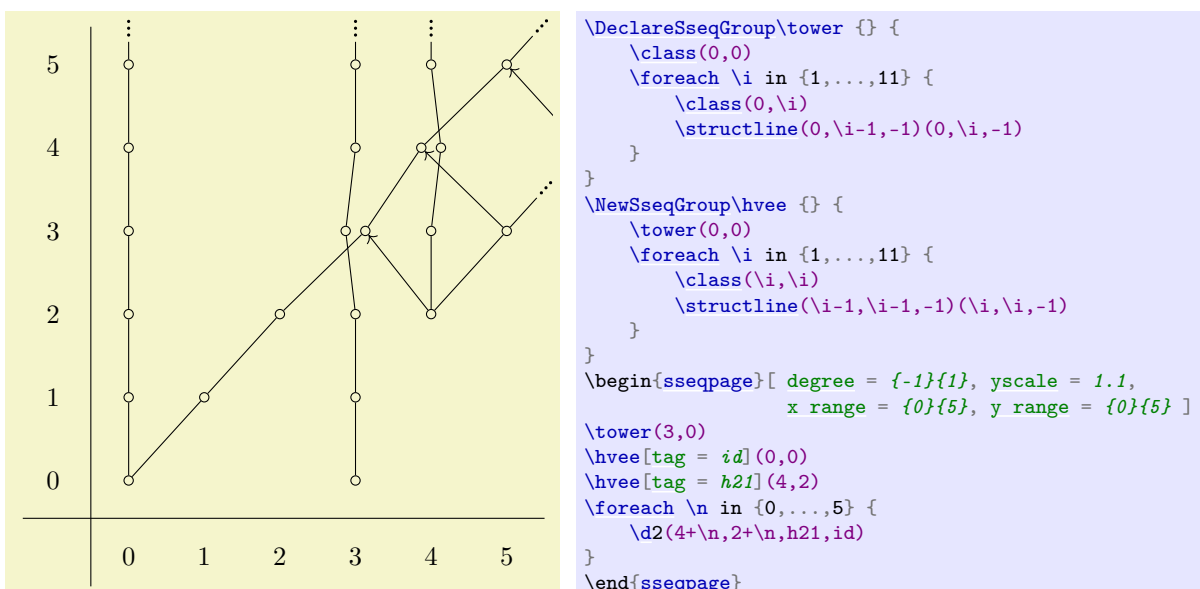 5
4
3
2
1
0
0 1 2 3 4 5
\DeclareSseqGroup\tower {} {
    \class(0,0)
    \foreach \i in {1,...,11} {
        \class(0,\i)
        \structline(0,\i-1,-1)(0,\i,-1)
    }
}
\NewSseqGroup\hvee {} {
    \tower(0,0)
    \foreach \i in {1,...,11} {
        \class(\i,\i)
        \structline(\i-1,\i-1,-1)(\i,\i,-1)
    }
}
\begin{sseqpage}[ degree = {-1}{1}, yscale = 1.1,
                  x range = {0}{5}, y range = {0}{5} ]
\tower(3,0)
\hvee[tag = id](0,0)
\hvee[tag = h21](4,2)
\foreach \n in {0,...,5} {
    \d2(4+\n,2+\n,h21,id)
}
\end{sseqpage}